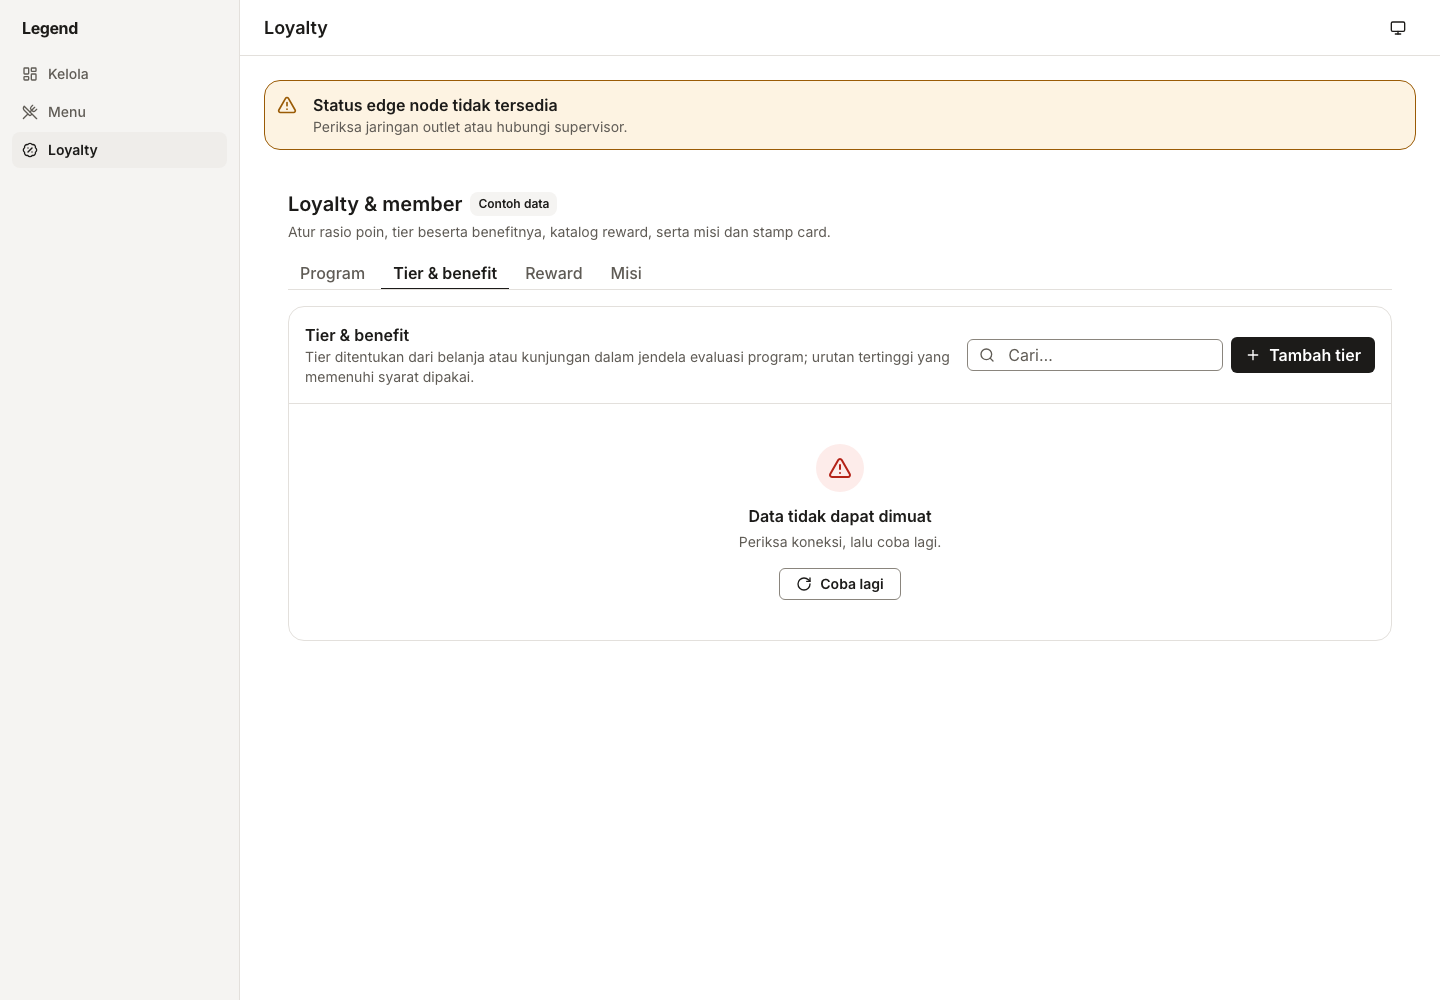 Legend
Kelola
Menu
Loyalty
Loyalty
Status edge node tidak tersedia
Periksa jaringan outlet atau hubungi supervisor.
Loyalty & member
Contoh data
Atur rasio poin, tier beserta benefitnya, katalog reward, serta misi dan stamp card.
Program
Tier & benefit
Reward
Misi
Tier & benefit
Tier ditentukan dari belanja atau kunjungan dalam jendela evaluasi program; urutan tertinggi yang
memenuhi syarat dipakai.
Cari...
Tambah tier
Data tidak dapat dimuat
Periksa koneksi, lalu coba lagi.
Coba lagi